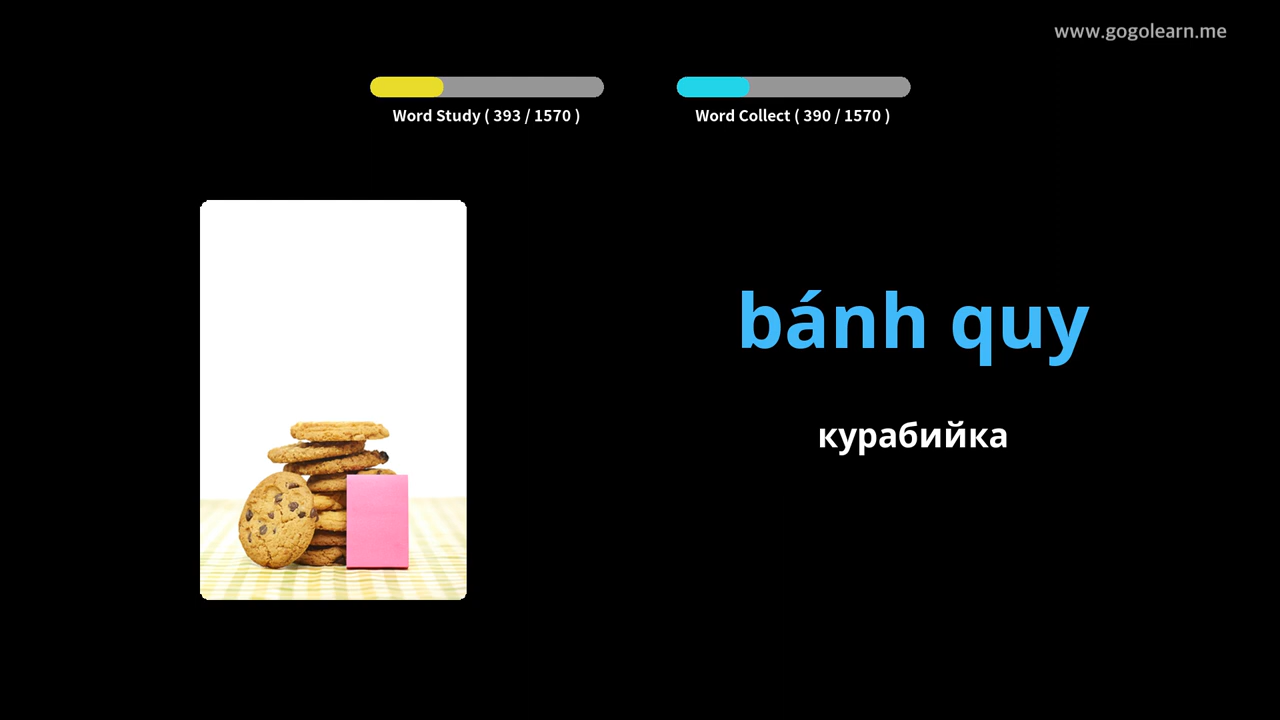 www.gogolearn.me
Word Study ( 393 / 1570 )
Word Collect ( 390 / 1570 )
bánh quy
курабийка